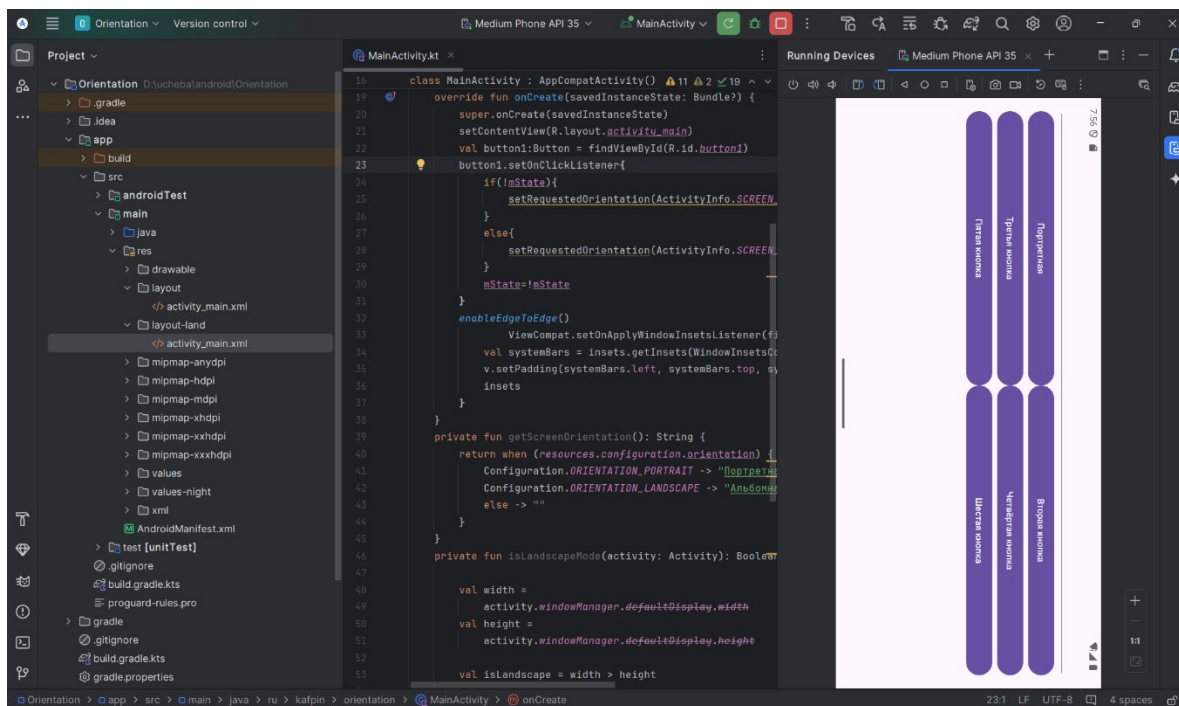 Orientation
Version control
Medium Phone API 35
MainActivity
Project
Orientation D:\ucheba\android\Orientation
.gradle
.idea
app
build
src
androidTest
main
java
res
drawable
layout
activity_main.xml
layout-land
activity_main.xml
mipmap-anydpi
mipmap-hdpi
mipmap-mdpi
mipmap-xhdpi
mipmap-xxhdpi
mipmap-xxxhdpi
values
values-night
xml
AndroidManifest.xml
test [unitTest]
.gitignore
build.gradle.kts
proguard-rules.pro
gradle
.gitignore
build.gradle.kts
gradle.properties
MainActivity.kt
11 2 19
16 class MainActivity : AppCompatActivity()
19 override fun onCreate(savedInstanceState: Bundle?) {
20 super.onCreate(savedInstanceState)
21 setContentView(R.layout.activity_main)
22 val button1:Button = findViewById(R.id.button1)
23 button1.setOnClickListener{
24 if(!mState){
25 setRequestedOrientation(ActivityInfo.SCREEN_
26 }
27 else{
28 setRequestedOrientation(ActivityInfo.SCREEN_
29 }
30 mState=!mState
31 }
32 enableEdgeToEdge()
33 ViewCompat.setOnApplyWindowInsetsListener(fi
34 val systemBars = insets.getInsets(WindowInsetsCo
35 v.setPadding(systemBars.left, systemBars.top, sy
36 insets
37 }
38 }
39 private fun getScreenOrientation(): String {
40 return when (resources.configuration.orientation) {
41 Configuration.ORIENTATION_PORTRAIT -> "Портретна
42 Configuration.ORIENTATION_LANDSCAPE -> "Альбомна
43 else -> ""
44 }
45 }
46 private fun isLandscapeMode(activity: Activity): Boolean
47
48 val width =
49 activity.windowManager.defaultDisplay.width
50 val height =
51 activity.windowManager.defaultDisplay.height
52
53 val isLandscape = width > height
Running Devices
Medium Phone API 35
7:56
Портретная
Вторая кнопка
Третья кнопка
Четвёртая кнопка
Пятая кнопка
Шестая кнопка
1:1
Orientation > app > src > main > java > ru > kafpin > orientation > MainActivity > onCreate
23:1 LF UTF-8 4 spaces